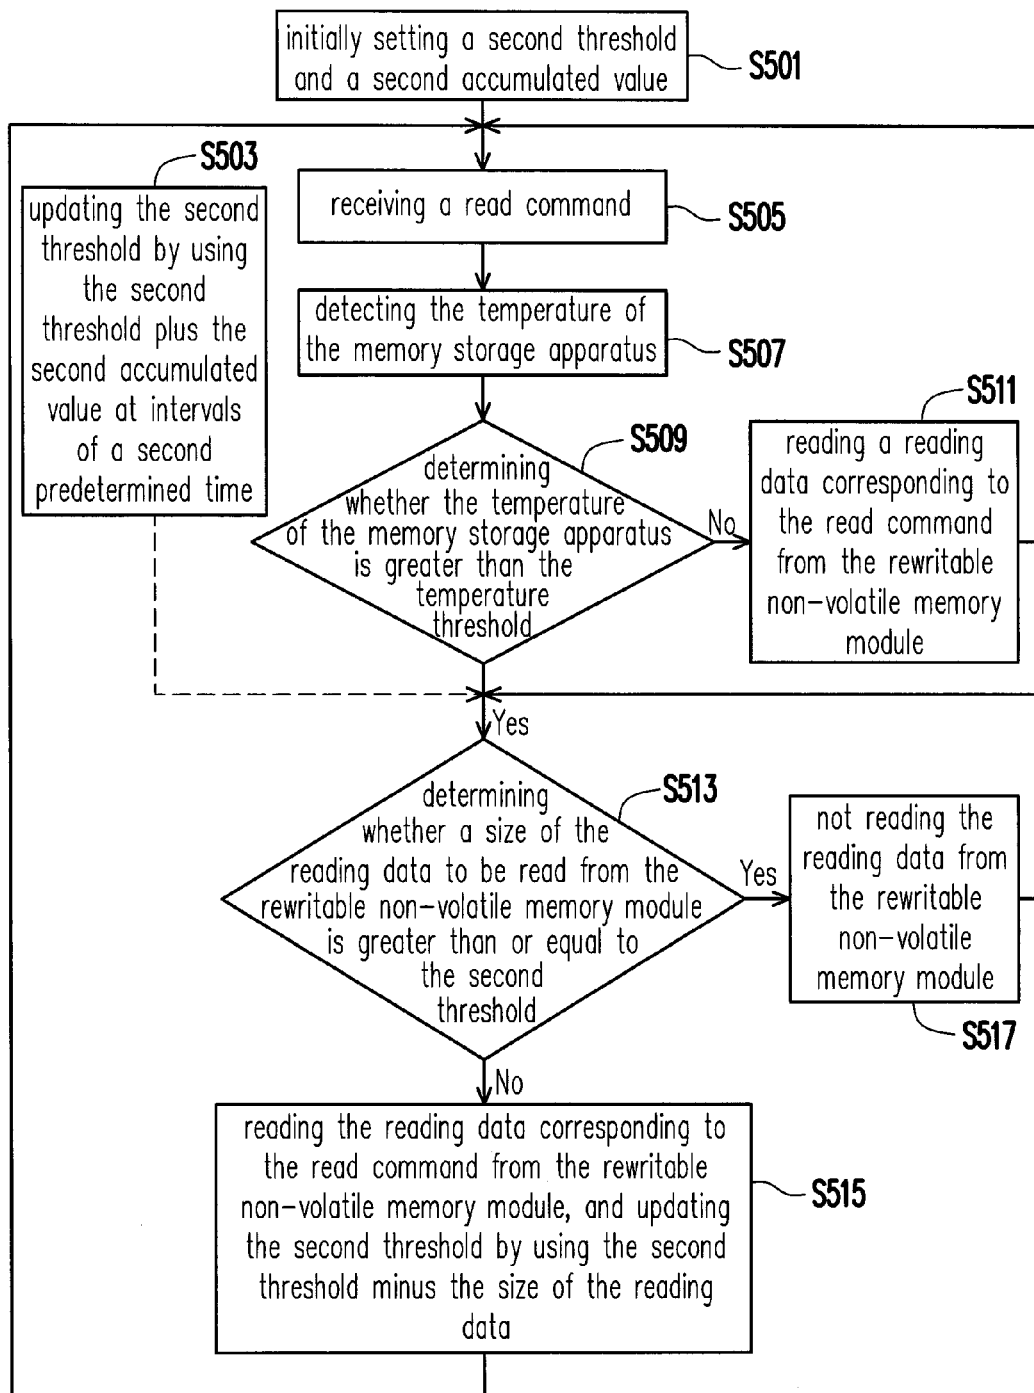 initially setting a second threshold
and a second accumulated value
S501
S503
updating the second
threshold by using
the second
threshold plus the
second accumulated
value at intervals
of a second
predetermined time
receiving a read command
S505
detecting the temperature of
the memory storage apparatus
S507
S509
determining
whether the temperature
of the memory storage apparatus
is greater than the
temperature
threshold
No
S511
reading a reading
data corresponding to
the read command
from the rewritable
non-volatile memory
module
Yes
S513
determining
whether a size of the
reading data to be read from the
rewritable non-volatile memory module
is greater than or equal to
the second
threshold
Yes
not reading the
reading data from
the rewritable
non-volatile
memory module
S517
No
reading the reading data corresponding to
the read command from the rewritable
non-volatile memory module, and updating
the second threshold by using the second
threshold minus the size of the reading
data
S515